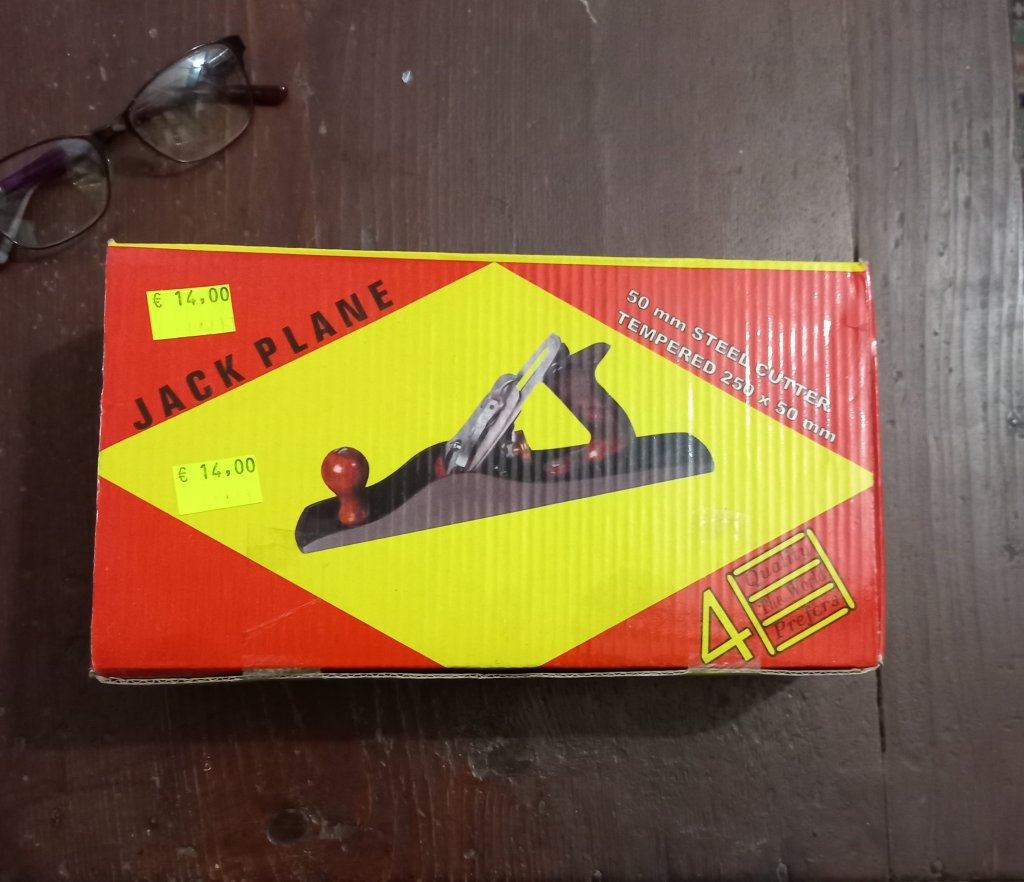 € 14,00
JACK PLANE
50 mm STEEL CUTTER
TEMPERED 250 × 50 mm
€ 14,00
4
Quality
The World
Prefers